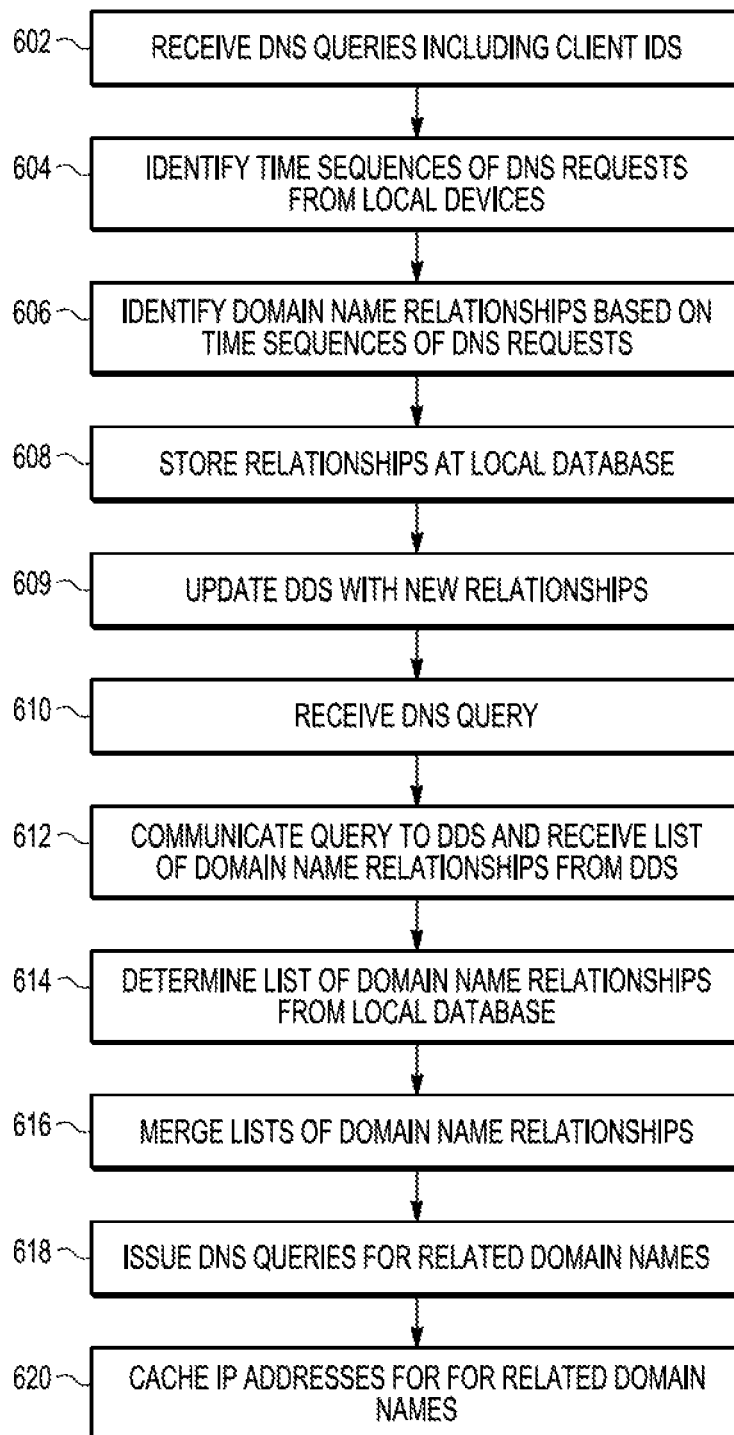 602
RECEIVE DNS QUERIES INCLUDING CLIENT IDS
604
IDENTIFY TIME SEQUENCES OF DNS REQUESTS
FROM LOCAL DEVICES
606
IDENTIFY DOMAIN NAME RELATIONSHIPS BASED ON
TIME SEQUENCES OF DNS REQUESTS
608
STORE RELATIONSHIPS AT LOCAL DATABASE
609
UPDATE DDS WITH NEW RELATIONSHIPS
610
RECEIVE DNS QUERY
612
COMMUNICATE QUERY TO DDS AND RECEIVE LIST
OF DOMAIN NAME RELATIONSHIPS FROM DDS
614
DETERMINE LIST OF DOMAIN NAME RELATIONSHIPS
FROM LOCAL DATABASE
616
MERGE LISTS OF DOMAIN NAME RELATIONSHIPS
618
ISSUE DNS QUERIES FOR RELATED DOMAIN NAMES
620
CACHE IP ADDRESSES FOR FOR RELATED DOMAIN
NAMES